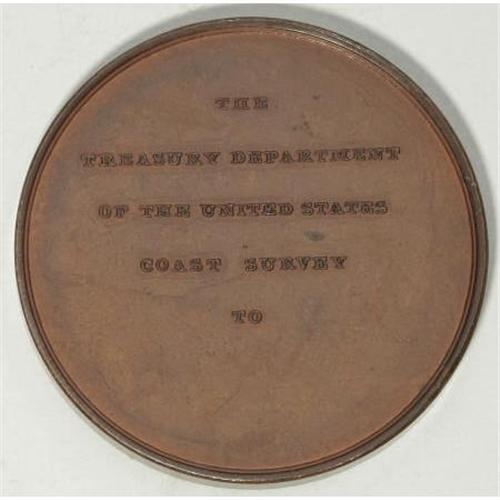 THE
TREASURY DEPARTMENT
OF THE UNITED STATES
COAST SURVEY
TO